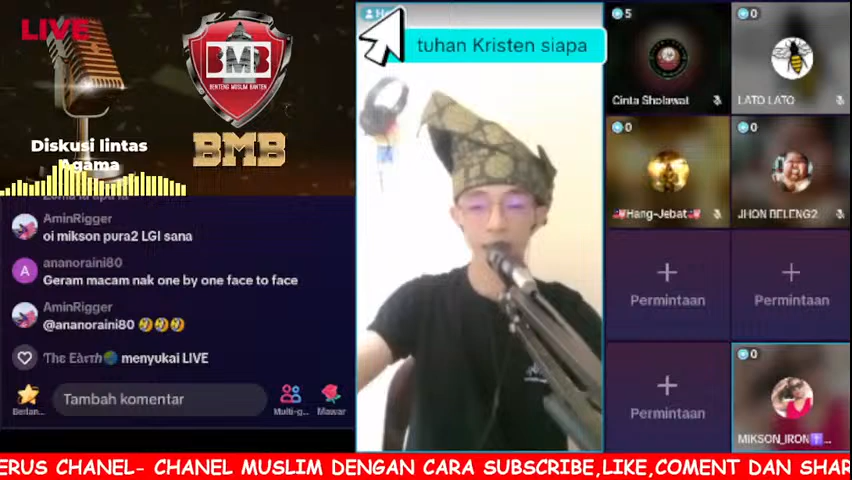 LIVE
BMB
BENTENG MUSLIM BANTEN
BMB
Diskusi lintas
Agama
AminRigger
oi mikson pura2 LGI sana
ananoraini80
A
Geram macam nak one by one face to face
AminRigger
@ananoraini80 🤣🤣🤣
The Earth🌏 menyukai LIVE
Berlan...
Tambah komentar
Multi-g...
Mawar
tuhan Kristen siapa
5
Cinta Sholawat
0
LATO LATO
0
🇲🇾Hang-Jebat🇲🇾
0
JHON BELENG2
+
Permintaan
+
Permintaan
+
Permintaan
0
MIKSON_IRON✝️...
ERUS CHANEL- CHANEL MUSLIM DENGAN CARA SUBSCRIBE,LIKE,COMENT DAN SHAR